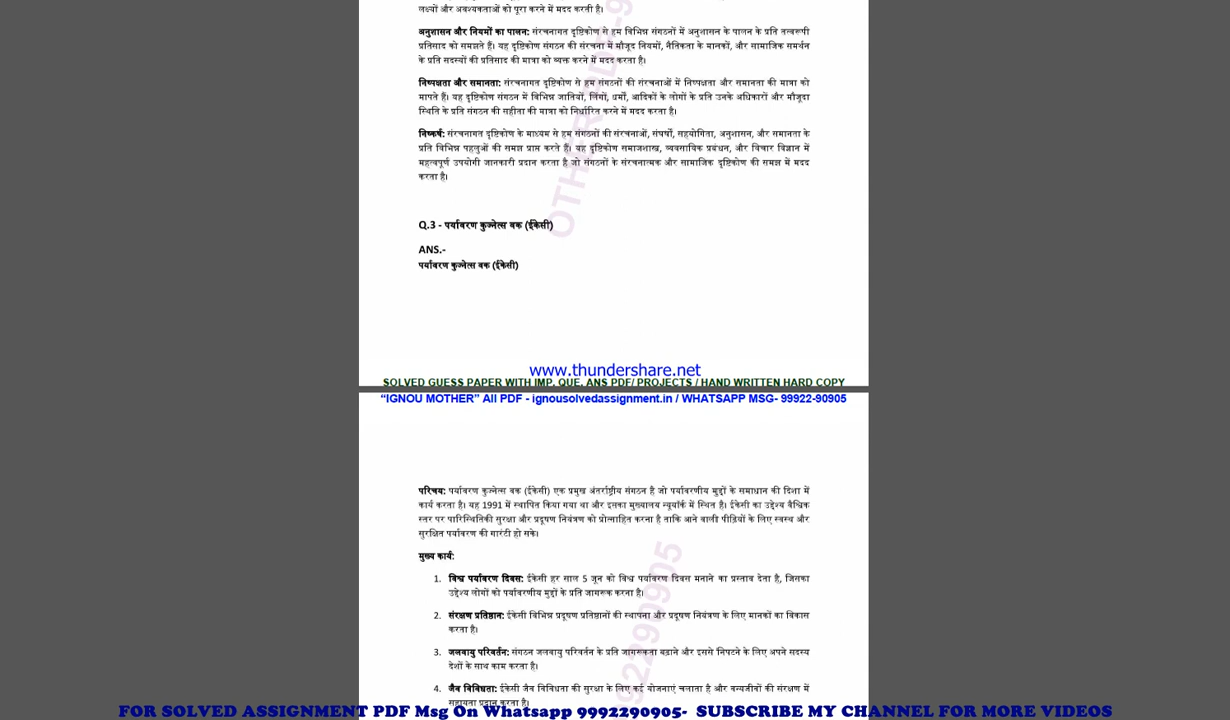 लक्ष्यों और अवश्यकताओं को पूरा करने में मदद करती है।
अनुशासन और नियमों का पालन: संरचनागत दृष्टिकोण से हम विभिन्न संगठनों में अनुशासन के पालन के प्रति तत्वरूपी
प्रतिसाद को समझते हैं। यह दृष्टिकोण संगठन की संरचना में मौजूद नियमों, नैतिकता के मानकों, और सामाजिक समर्थन
के प्रति सदस्यों की प्रतिसाद की मात्रा को व्यक्त करने में मदद करता है।
निष्पक्षता और समानता: संरचनागत दृष्टिकोण से हम संगठनों की संरचनाओं में निष्पक्षता और समानता की मात्रा को
मापते हैं। यह दृष्टिकोण संगठन में विभिन्न जातियों, लिंगों, धर्मों, आदिकों के लोगों के प्रति उनके अधिकारों और मौजूदा
स्थिति के प्रति संगठन की सहीता की मात्रा को निर्धारित करने में मदद करता है।
निष्कर्ष: संरचनागत दृष्टिकोण के माध्यम से हम संगठनों की संरचनाओं, संघर्षों, सहयोगिता, अनुशासन, और समानता के
प्रति विभिन्न पहलुओं की समझ प्राप्त करते हैं। यह दृष्टिकोण समाजशास्त्र, व्यवसायिक प्रबंधन, और विचार विज्ञान में
महत्वपूर्ण उपयोगी जानकारी प्रदान करता है जो संगठनों के संरचनात्मक और सामाजिक दृष्टिकोण की समझ में मदद
करता है।
Q.3 - पर्यावरण कुज़्नेत्स वक (ईकेसी)
ANS.-
पर्यावरण कुज़्नेत्स वक (ईकेसी)
www.thundershare.net
SOLVED GUESS PAPER WITH IMP. QUE. ANS PDF/ PROJECTS / HAND WRITTEN HARD COPY
“IGNOU MOTHER” All PDF - ignousolvedassignment.in / WHATSAPP MSG- 99922-90905
परिचय: पर्यावरण कुज़्नेत्स वक (ईकेसी) एक प्रमुख अंतर्राष्ट्रीय संगठन है जो पर्यावरणीय मुद्दों के समाधान की दिशा में
कार्य करता है। यह 1991 में स्थापित किया गया था और इसका मुख्यालय न्यूयॉर्क में स्थित है। ईकेसी का उद्देश्य वैश्विक
स्तर पर पारिस्थितिकी सुरक्षा और प्रदूषण नियंत्रण को प्रोत्साहित करना है ताकि आने वाली पीढ़ियों के लिए स्वस्थ और
सुरक्षित पर्यावरण की गारंटी हो सके।
मुख्य कार्य:
1. विश्व पर्यावरण दिवस: ईकेसी हर साल 5 जून को विश्व पर्यावरण दिवस मनाने का प्रस्ताव देता है, जिसका
उद्देश्य लोगों को पर्यावरणीय मुद्दों के प्रति जागरूक करना है।
2. संरक्षण प्रतिष्ठान: ईकेसी विभिन्न प्रदूषण प्रतिष्ठानों की स्थापना और प्रदूषण नियंत्रण के लिए मानकों का विकास
करता है।
3. जलवायु परिवर्तन: संगठन जलवायु परिवर्तन के प्रति जागरूकता बढ़ाने और इससे निपटने के लिए अपने सदस्य
देशों के साथ काम करता है।
4. जैव विविधता: ईकेसी जैव विविधता की सुरक्षा के लिए कई योजनाएं चलाता है और वन्यजीवों की संरक्षण में
सहायता प्रदान करता है।
FOR SOLVED ASSIGNMENT PDF Msg On Whatsapp 9992290905- SUBSCRIBE MY CHANNEL FOR MORE VIDEOS